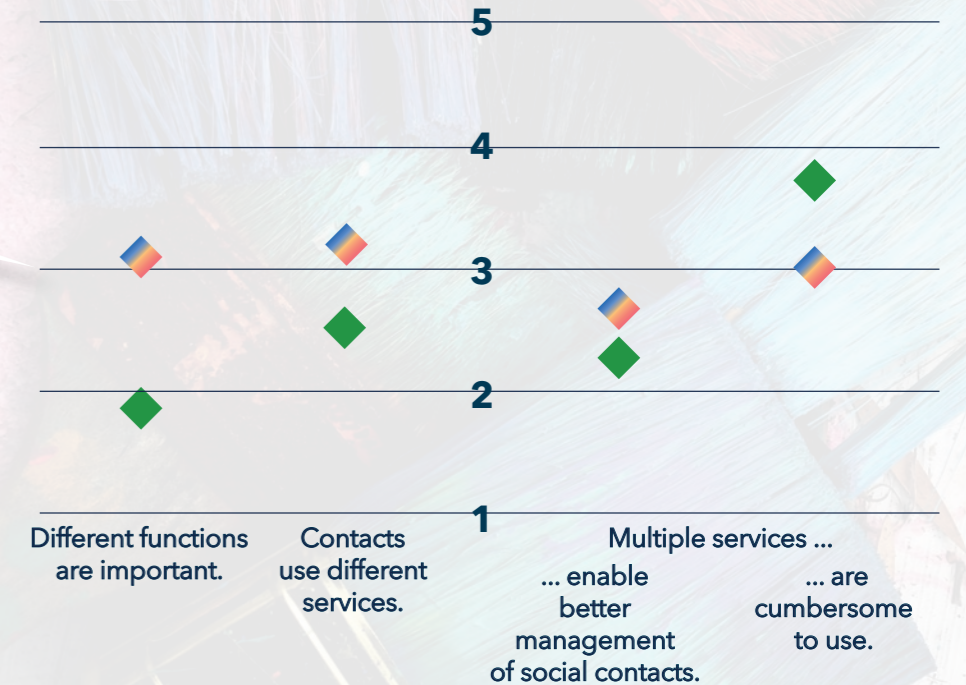 5
4
3
2
1
Different functions
are important.
Contacts
use different
services.
Multiple services ...
... enable
better
management
of social contacts.
... are
cumbersome
to use.